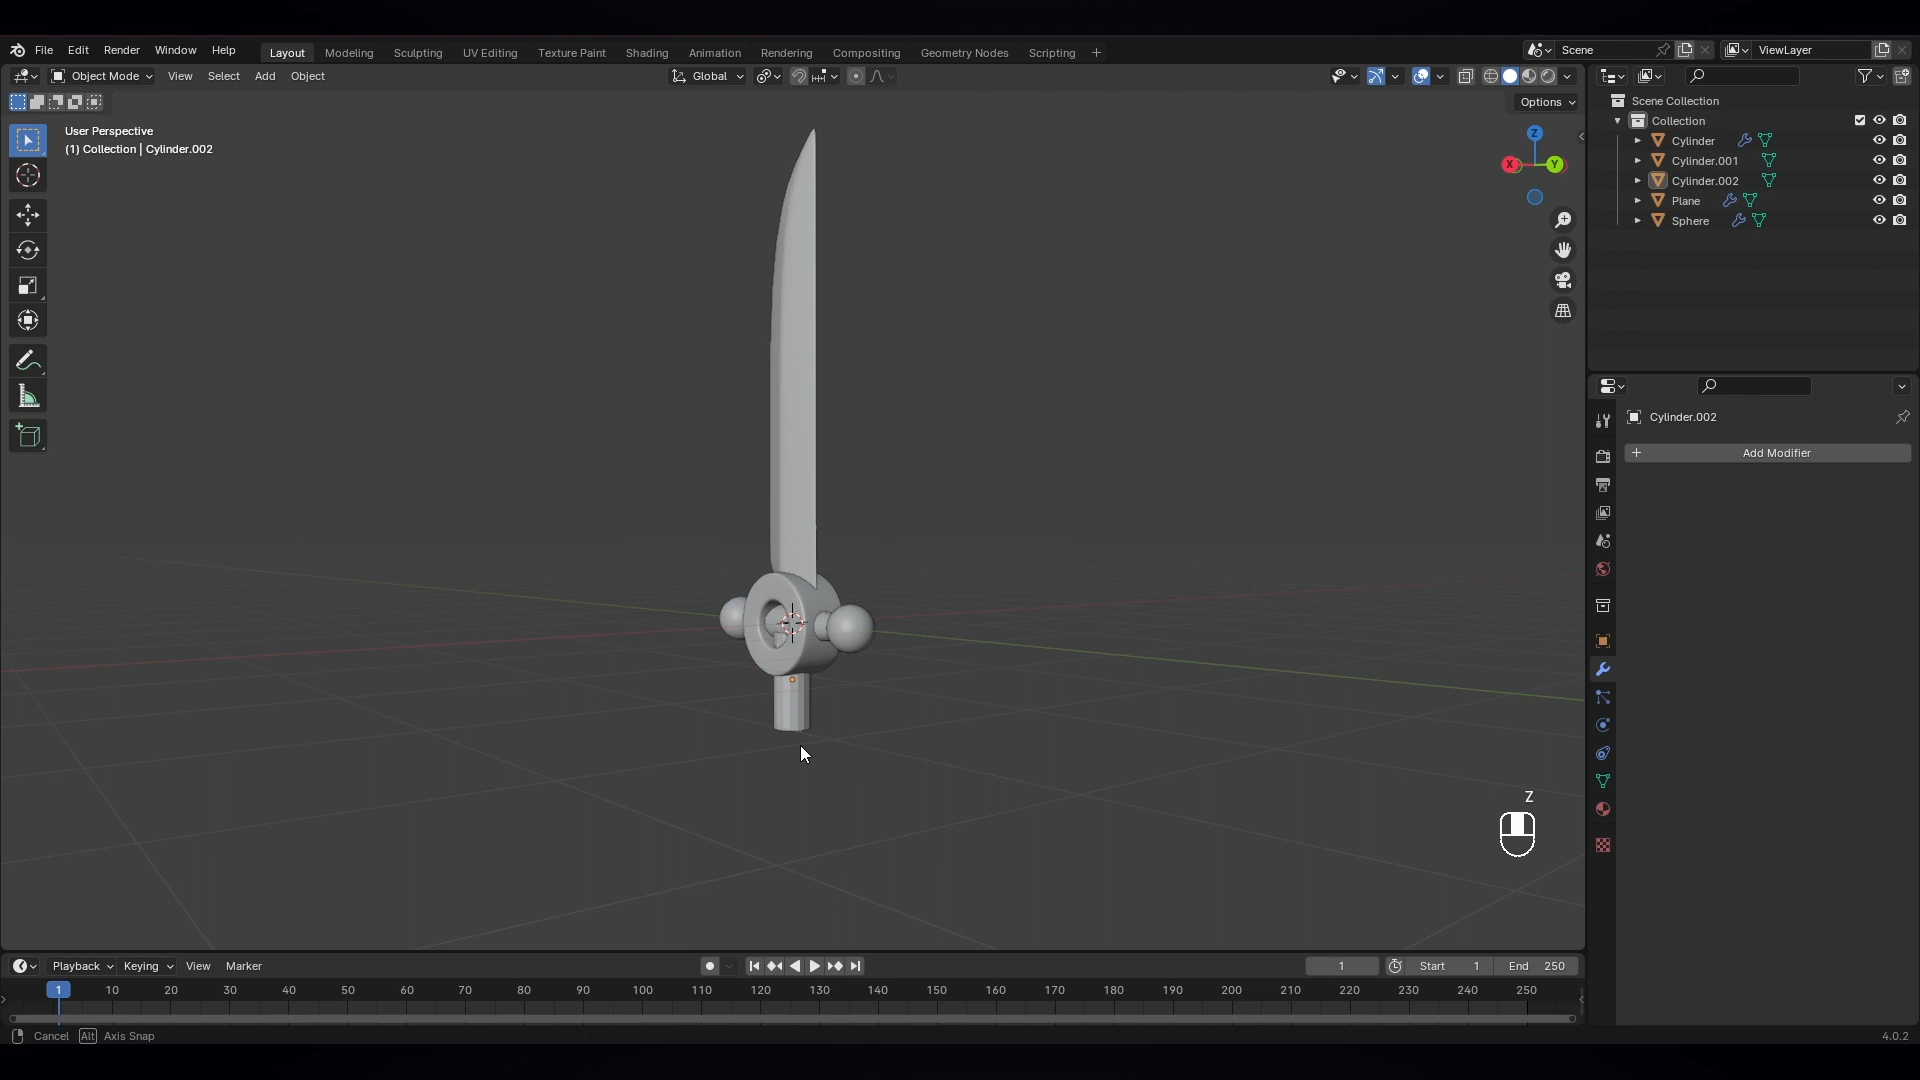 File Edit Render Window Help Layout Modeling Sculpting UV Editing Texture Paint Shading Animation Rendering Compositing Geometry Nodes Scripting + Scene ViewLayer
Object Mode View Select Add Object Global
Options
User Perspective
(1) Collection | Cylinder.002
Z
X
Y
Scene Collection
Collection
Cylinder
Cylinder.001
Cylinder.002
Plane
Sphere
Cylinder.002
+ Add Modifier
Z
Playback Keying View Marker 1 Start 1 End 250
1 10 20 30 40 50 60 70 80 90 100 110 120 130 140 150 160 170 180 190 200 210 220 230 240 250
Cancel Alt Axis Snap 4.0.2